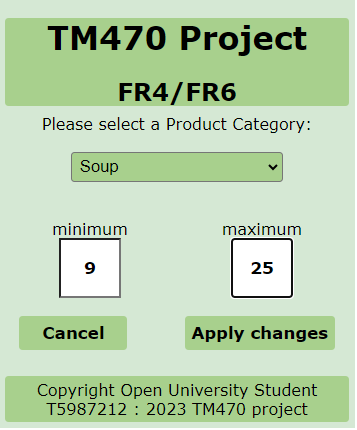 TM470 Project
FR4/FR6
Please select a Product Category:
Soup
minimum maximum
9 25
Cancel Apply changes
Copyright Open University Student
T5987212 : 2023 TM470 project